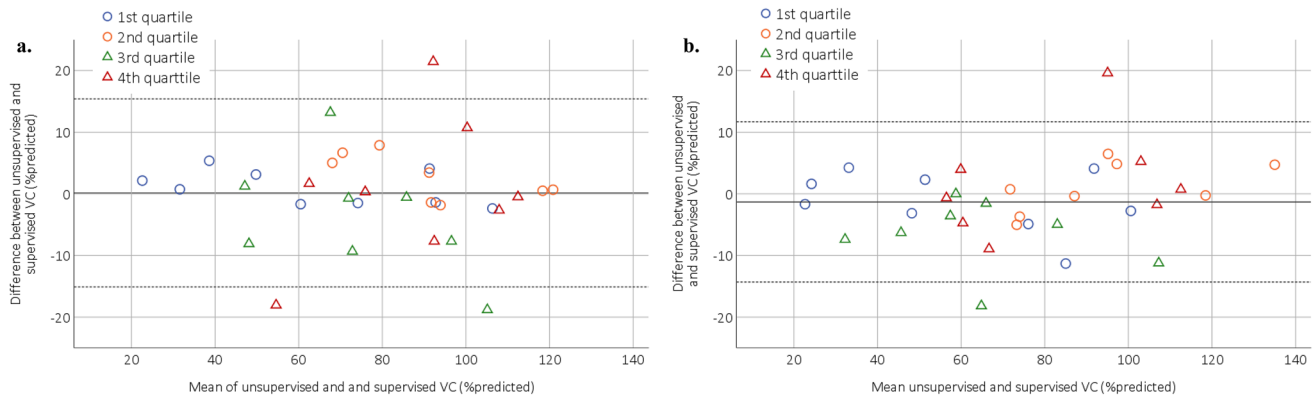 a.
1st quartile
2nd quartile
3rd quartile
4th quarttile
Difference between unsupervised and
supervised VC (%predicted)
20
10
0
-10
-20
20
40
60
80
100
120
140
Mean of unsupervised and and supervised VC (%predicted)
b.
1st quartile
2nd quartile
3rd quartile
4th quarttile
Difference between unsupervised
and supervised VC (%predicted)
20
10
0
-10
-20
20
40
60
80
100
120
140
Mean unsupervised and supervised VC (%predicted)